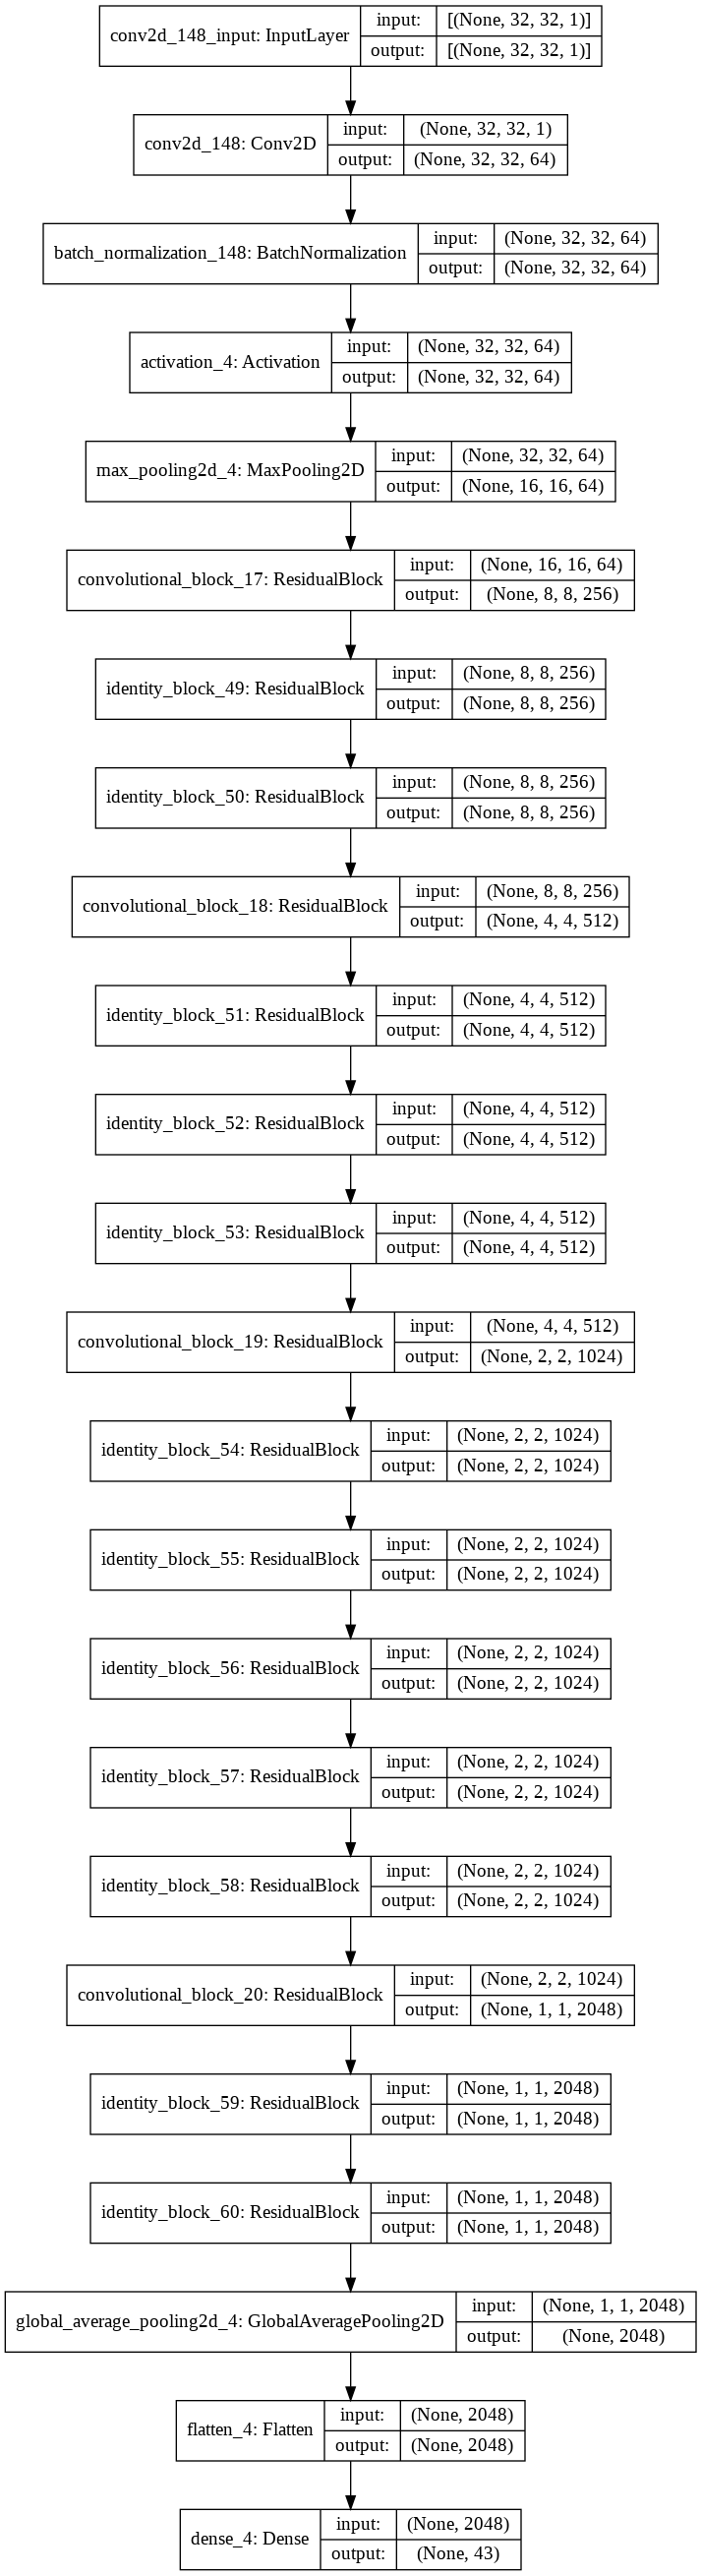 conv2d_148_input: InputLayer
input: [(None, 32, 32, 1)]
output: [(None, 32, 32, 1)]
conv2d_148: Conv2D
input: (None, 32, 32, 1)
output: (None, 32, 32, 64)
batch_normalization_148: BatchNormalization
input: (None, 32, 32, 64)
output: (None, 32, 32, 64)
activation_4: Activation
input: (None, 32, 32, 64)
output: (None, 32, 32, 64)
max_pooling2d_4: MaxPooling2D
input: (None, 32, 32, 64)
output: (None, 16, 16, 64)
convolutional_block_17: ResidualBlock
input: (None, 16, 16, 64)
output: (None, 8, 8, 256)
identity_block_49: ResidualBlock
input: (None, 8, 8, 256)
output: (None, 8, 8, 256)
identity_block_50: ResidualBlock
input: (None, 8, 8, 256)
output: (None, 8, 8, 256)
convolutional_block_18: ResidualBlock
input: (None, 8, 8, 256)
output: (None, 4, 4, 512)
identity_block_51: ResidualBlock
input: (None, 4, 4, 512)
output: (None, 4, 4, 512)
identity_block_52: ResidualBlock
input: (None, 4, 4, 512)
output: (None, 4, 4, 512)
identity_block_53: ResidualBlock
input: (None, 4, 4, 512)
output: (None, 4, 4, 512)
convolutional_block_19: ResidualBlock
input: (None, 4, 4, 512)
output: (None, 2, 2, 1024)
identity_block_54: ResidualBlock
input: (None, 2, 2, 1024)
output: (None, 2, 2, 1024)
identity_block_55: ResidualBlock
input: (None, 2, 2, 1024)
output: (None, 2, 2, 1024)
identity_block_56: ResidualBlock
input: (None, 2, 2, 1024)
output: (None, 2, 2, 1024)
identity_block_57: ResidualBlock
input: (None, 2, 2, 1024)
output: (None, 2, 2, 1024)
identity_block_58: ResidualBlock
input: (None, 2, 2, 1024)
output: (None, 2, 2, 1024)
convolutional_block_20: ResidualBlock
input: (None, 2, 2, 1024)
output: (None, 1, 1, 2048)
identity_block_59: ResidualBlock
input: (None, 1, 1, 2048)
output: (None, 1, 1, 2048)
identity_block_60: ResidualBlock
input: (None, 1, 1, 2048)
output: (None, 1, 1, 2048)
global_average_pooling2d_4: GlobalAveragePooling2D
input: (None, 1, 1, 2048)
output: (None, 2048)
flatten_4: Flatten
input: (None, 2048)
output: (None, 2048)
dense_4: Dense
input: (None, 2048)
output: (None, 43)